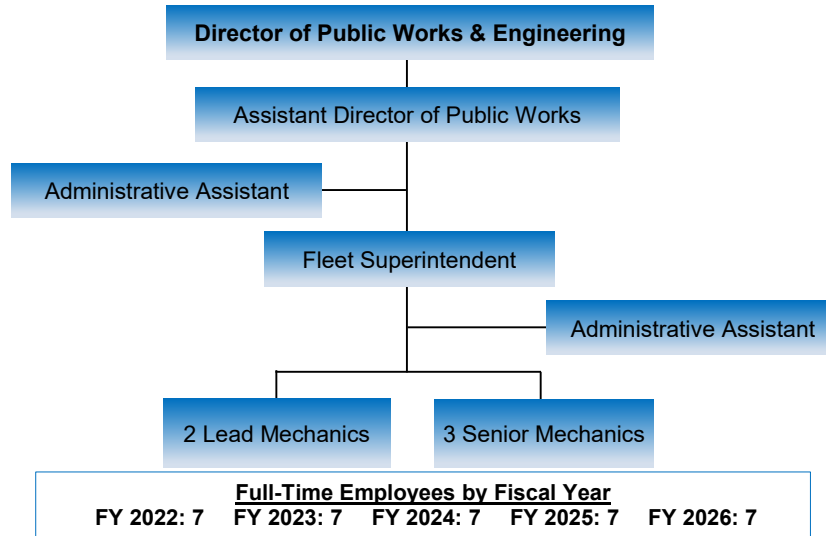 Director of Public Works & Engineering
Assistant Director of Public Works
Administrative Assistant
Fleet Superintendent
Administrative Assistant
2 Lead Mechanics
3 Senior Mechanics
Full-Time Employees by Fiscal Year
FY 2022: 7 FY 2023: 7 FY 2024: 7 FY 2025: 7 FY 2026: 7